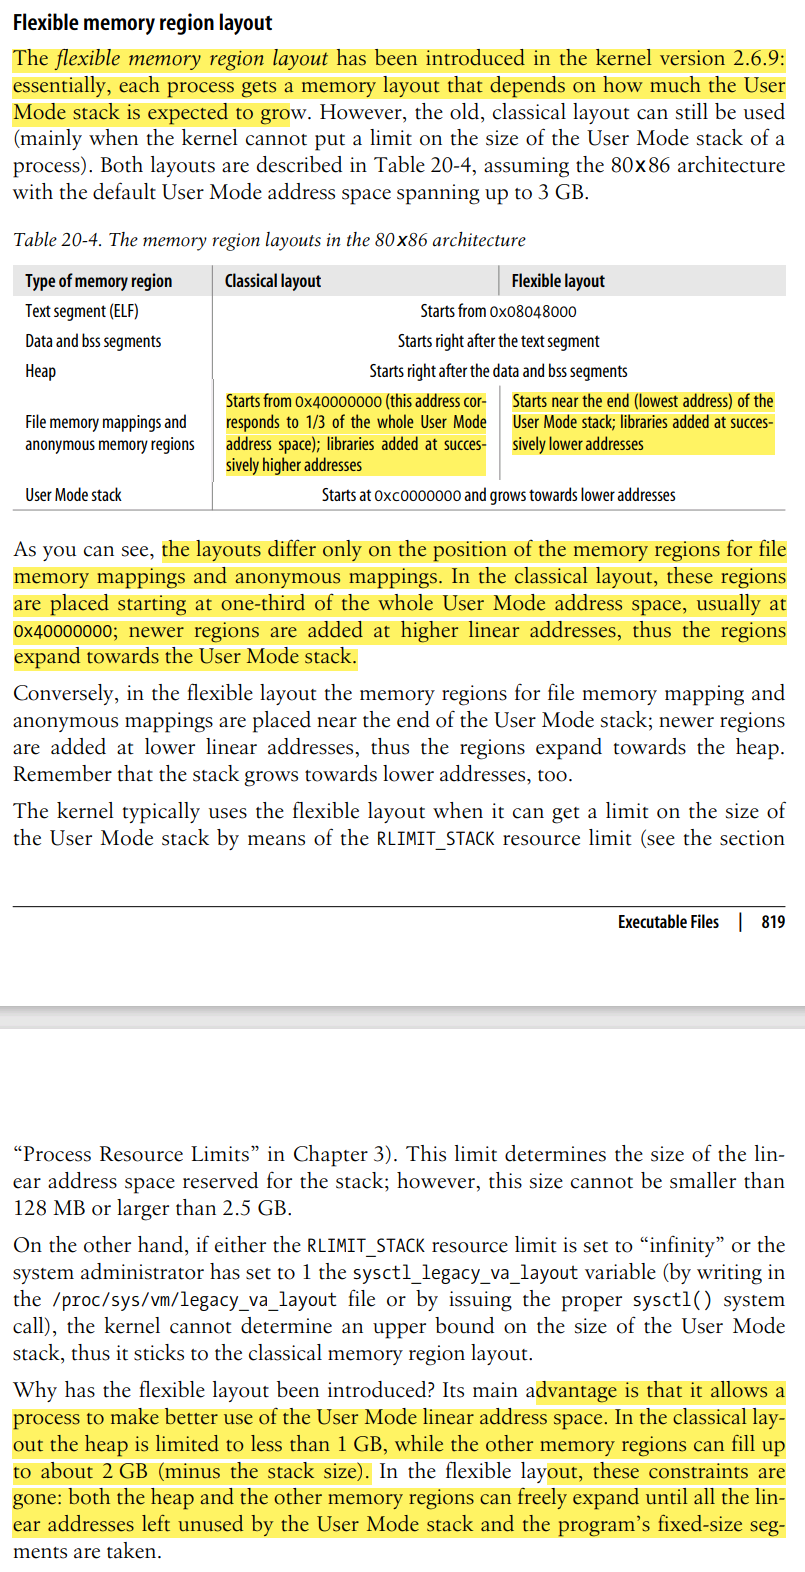 Flexible memory region layout
The flexible memory region layout has been introduced in the kernel version 2.6.9:
essentially, each process gets a memory layout that depends on how much the User
Mode stack is expected to grow. However, the old, classical layout can still be used
(mainly when the kernel cannot put a limit on the size of the User Mode stack of a
process). Both layouts are described in Table 20-4, assuming the 80x86 architecture
with the default User Mode address space spanning up to 3 GB.
Table 20-4. The memory region layouts in the 80x86 architecture
Type of memory region Classical layout Flexible layout
Text segment (ELF) Starts from 0x08048000
Data and bss segments Starts right after the text segment
Heap Starts right after the data and bss segments
File memory mappings and
anonymous memory regions
Starts from 0x40000000 (this address cor-
responds to 1/3 of the whole User Mode
address space); libraries added at succes-
sively higher addresses
Starts near the end (lowest address) of the
User Mode stack; libraries added at succes-
sively lower addresses
User Mode stack Starts at 0xc0000000 and grows towards lower addresses
As you can see, the layouts differ only on the position of the memory regions for file
memory mappings and anonymous mappings. In the classical layout, these regions
are placed starting at one-third of the whole User Mode address space, usually at
0x40000000; newer regions are added at higher linear addresses, thus the regions
expand towards the User Mode stack.
Conversely, in the flexible layout the memory regions for file memory mapping and
anonymous mappings are placed near the end of the User Mode stack; newer regions
are added at lower linear addresses, thus the regions expand towards the heap.
Remember that the stack grows towards lower addresses, too.
The kernel typically uses the flexible layout when it can get a limit on the size of
the User Mode stack by means of the RLIMIT_STACK resource limit (see the section
Executable Files | 819
“Process Resource Limits” in Chapter 3). This limit determines the size of the lin-
ear address space reserved for the stack; however, this size cannot be smaller than
128 MB or larger than 2.5 GB.
On the other hand, if either the RLIMIT_STACK resource limit is set to “infinity” or the
system administrator has set to 1 the sysctl_legacy_va_layout variable (by writing in
the /proc/sys/vm/legacy_va_layout file or by issuing the proper sysctl() system
call), the kernel cannot determine an upper bound on the size of the User Mode
stack, thus it sticks to the classical memory region layout.
Why has the flexible layout been introduced? Its main advantage is that it allows a
process to make better use of the User Mode linear address space. In the classical lay-
out the heap is limited to less than 1 GB, while the other memory regions can fill up
to about 2 GB (minus the stack size). In the flexible layout, these constraints are
gone: both the heap and the other memory regions can freely expand until all the lin-
ear addresses left unused by the User Mode stack and the program’s fixed-size seg-
ments are taken.